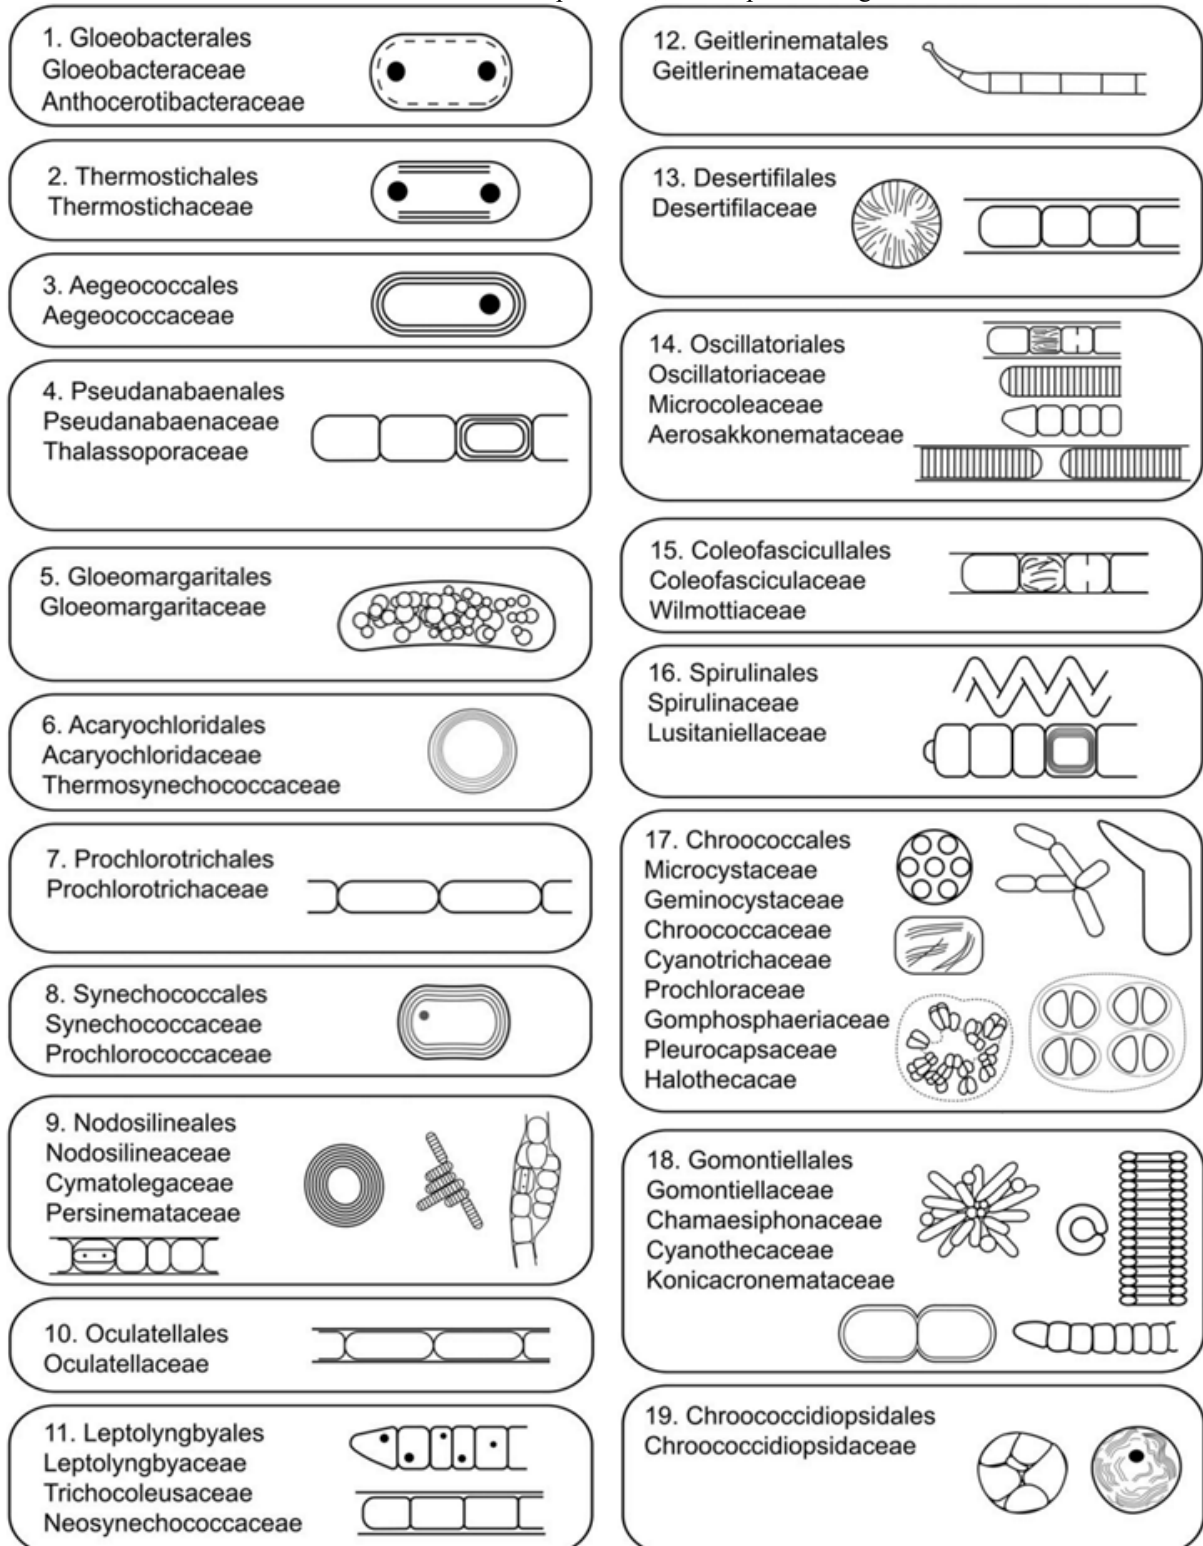 1. Gloeobacterales
Gloeobacteraceae
Anthocerotibacteraceae
2. Thermostichales
Thermostichaceae
3. Aegeococcales
Aegeococcaceae
4. Pseudanabaenales
Pseudanabaenaceae
Thalassoporaceae
5. Gloeomargaritales
Gloeomargaritaceae
6. Acaryochloridales
Acaryochloridaceae
Thermosynechococcaceae
7. Prochlorotrichales
Prochlorotrichaceae
8. Synechococcales
Synechococcaceae
Prochlorococcaceae
9. Nodosilineales
Nodosilineaceae
Cymatolegaceae
Persinemataceae
10. Oculatellales
Oculatellaceae
11. Leptolyngbyales
Leptolyngbyaceae
Trichocoleusaceae
Neosynechococcaceae
12. Geitlerinematales
Geitlerinemataceae
13. Desertifilales
Desertifilaceae
14. Oscillatoriales
Oscillatoriaceae
Microcoleaceae
Aerosakkonemataceae
15. Coleofascicullales
Coleofasciculaceae
Wilmottiaceae
16. Spirulinales
Spirulinaceae
Lusitaniellaceae
17. Chroococcales
Microcystaceae
Geminocystaceae
Chroococcaceae
Cyanotrichaceae
Prochloraceae
Gomphosphaeriaceae
Pleurocapsaceae
Halothecacae
18. Gomontiellales
Gomontiellaceae
Chamaesiphonaceae
Cyanothecaceae
Konicacronemataceae
19. Chroococcidiopsidales
Chroococcidiopsidaceae